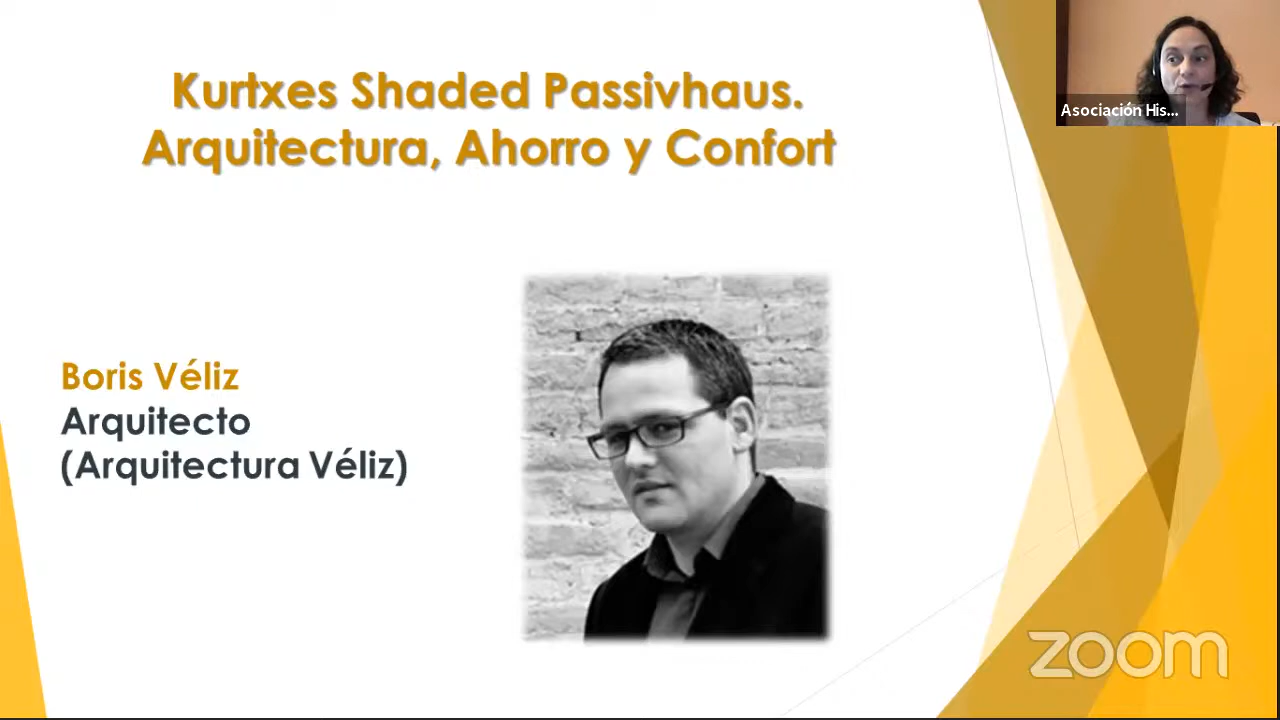 Kurtxes Shaded Passivhaus.
Arquitectura, Ahorro y Confort
Asociación His...
Boris Véliz
Arquitecto
(Arquitectura Véliz)
zoom